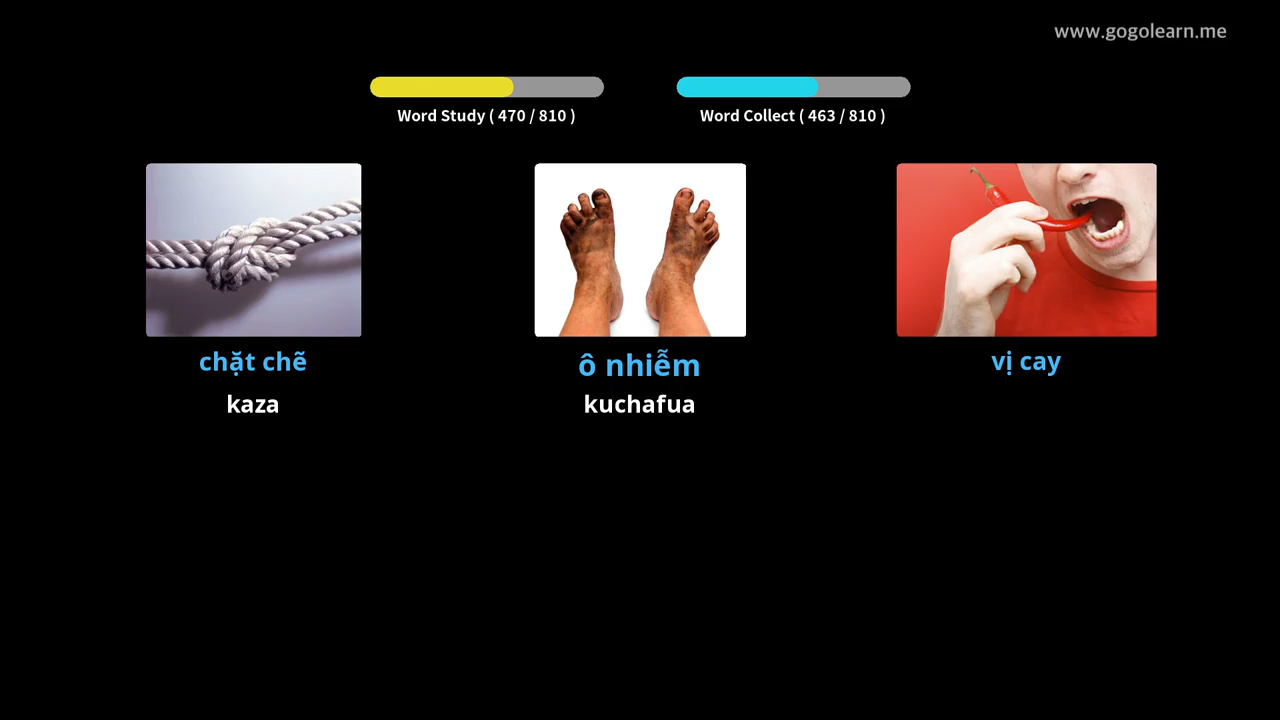 www.gogolearn.me
Word Study ( 470 / 810 )
Word Collect ( 463 / 810 )
chặt chẽ
ô nhiễm
vị cay
kaza
kuchafua